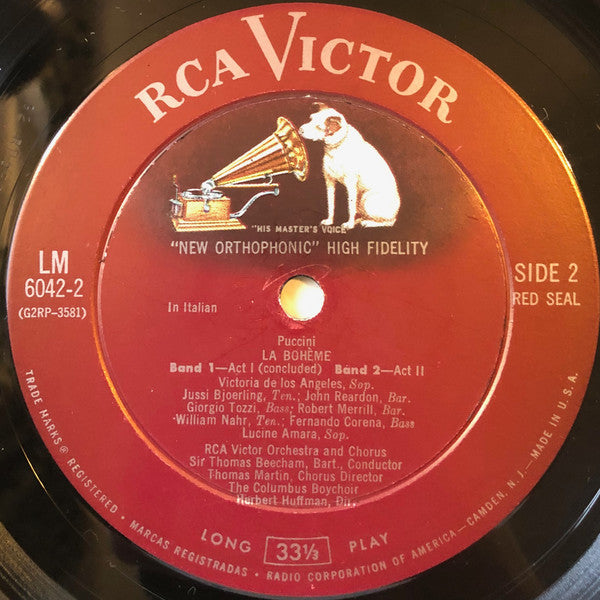 RCA VICTOR
"HIS MASTER'S VOICE"
"NEW ORTHOPHONIC" HIGH FIDELITY
LM
6042-2
(G2RP-3581)
SIDE 2
RED SEAL
In Italian
Puccini
LA BOHÈME
Band 1—Act I (concluded) Band 2—Act II
Victoria de los Angeles, Sop.
Jussi Bjoerling, Ten.; John Reardon, Bar.
Giorgio Tozzi, Bass; Robert Merrill, Bar.
William Nahr, Ten.; Fernando Corena, Bass
Lucine Amara, Sop.
RCA Victor Orchestra and Chorus
Sir Thomas Beecham, Bart., Conductor
Thomas Martin, Chorus Director
The Columbus Boychoir
Herbert Huffman, Dir.
LONG 33⅓ PLAY
TRADE MARKS ® REGISTERED • MARCAS REGISTRADAS • RADIO CORPORATION OF AMERICA—CAMDEN, N.J.—MADE IN U.S.A.